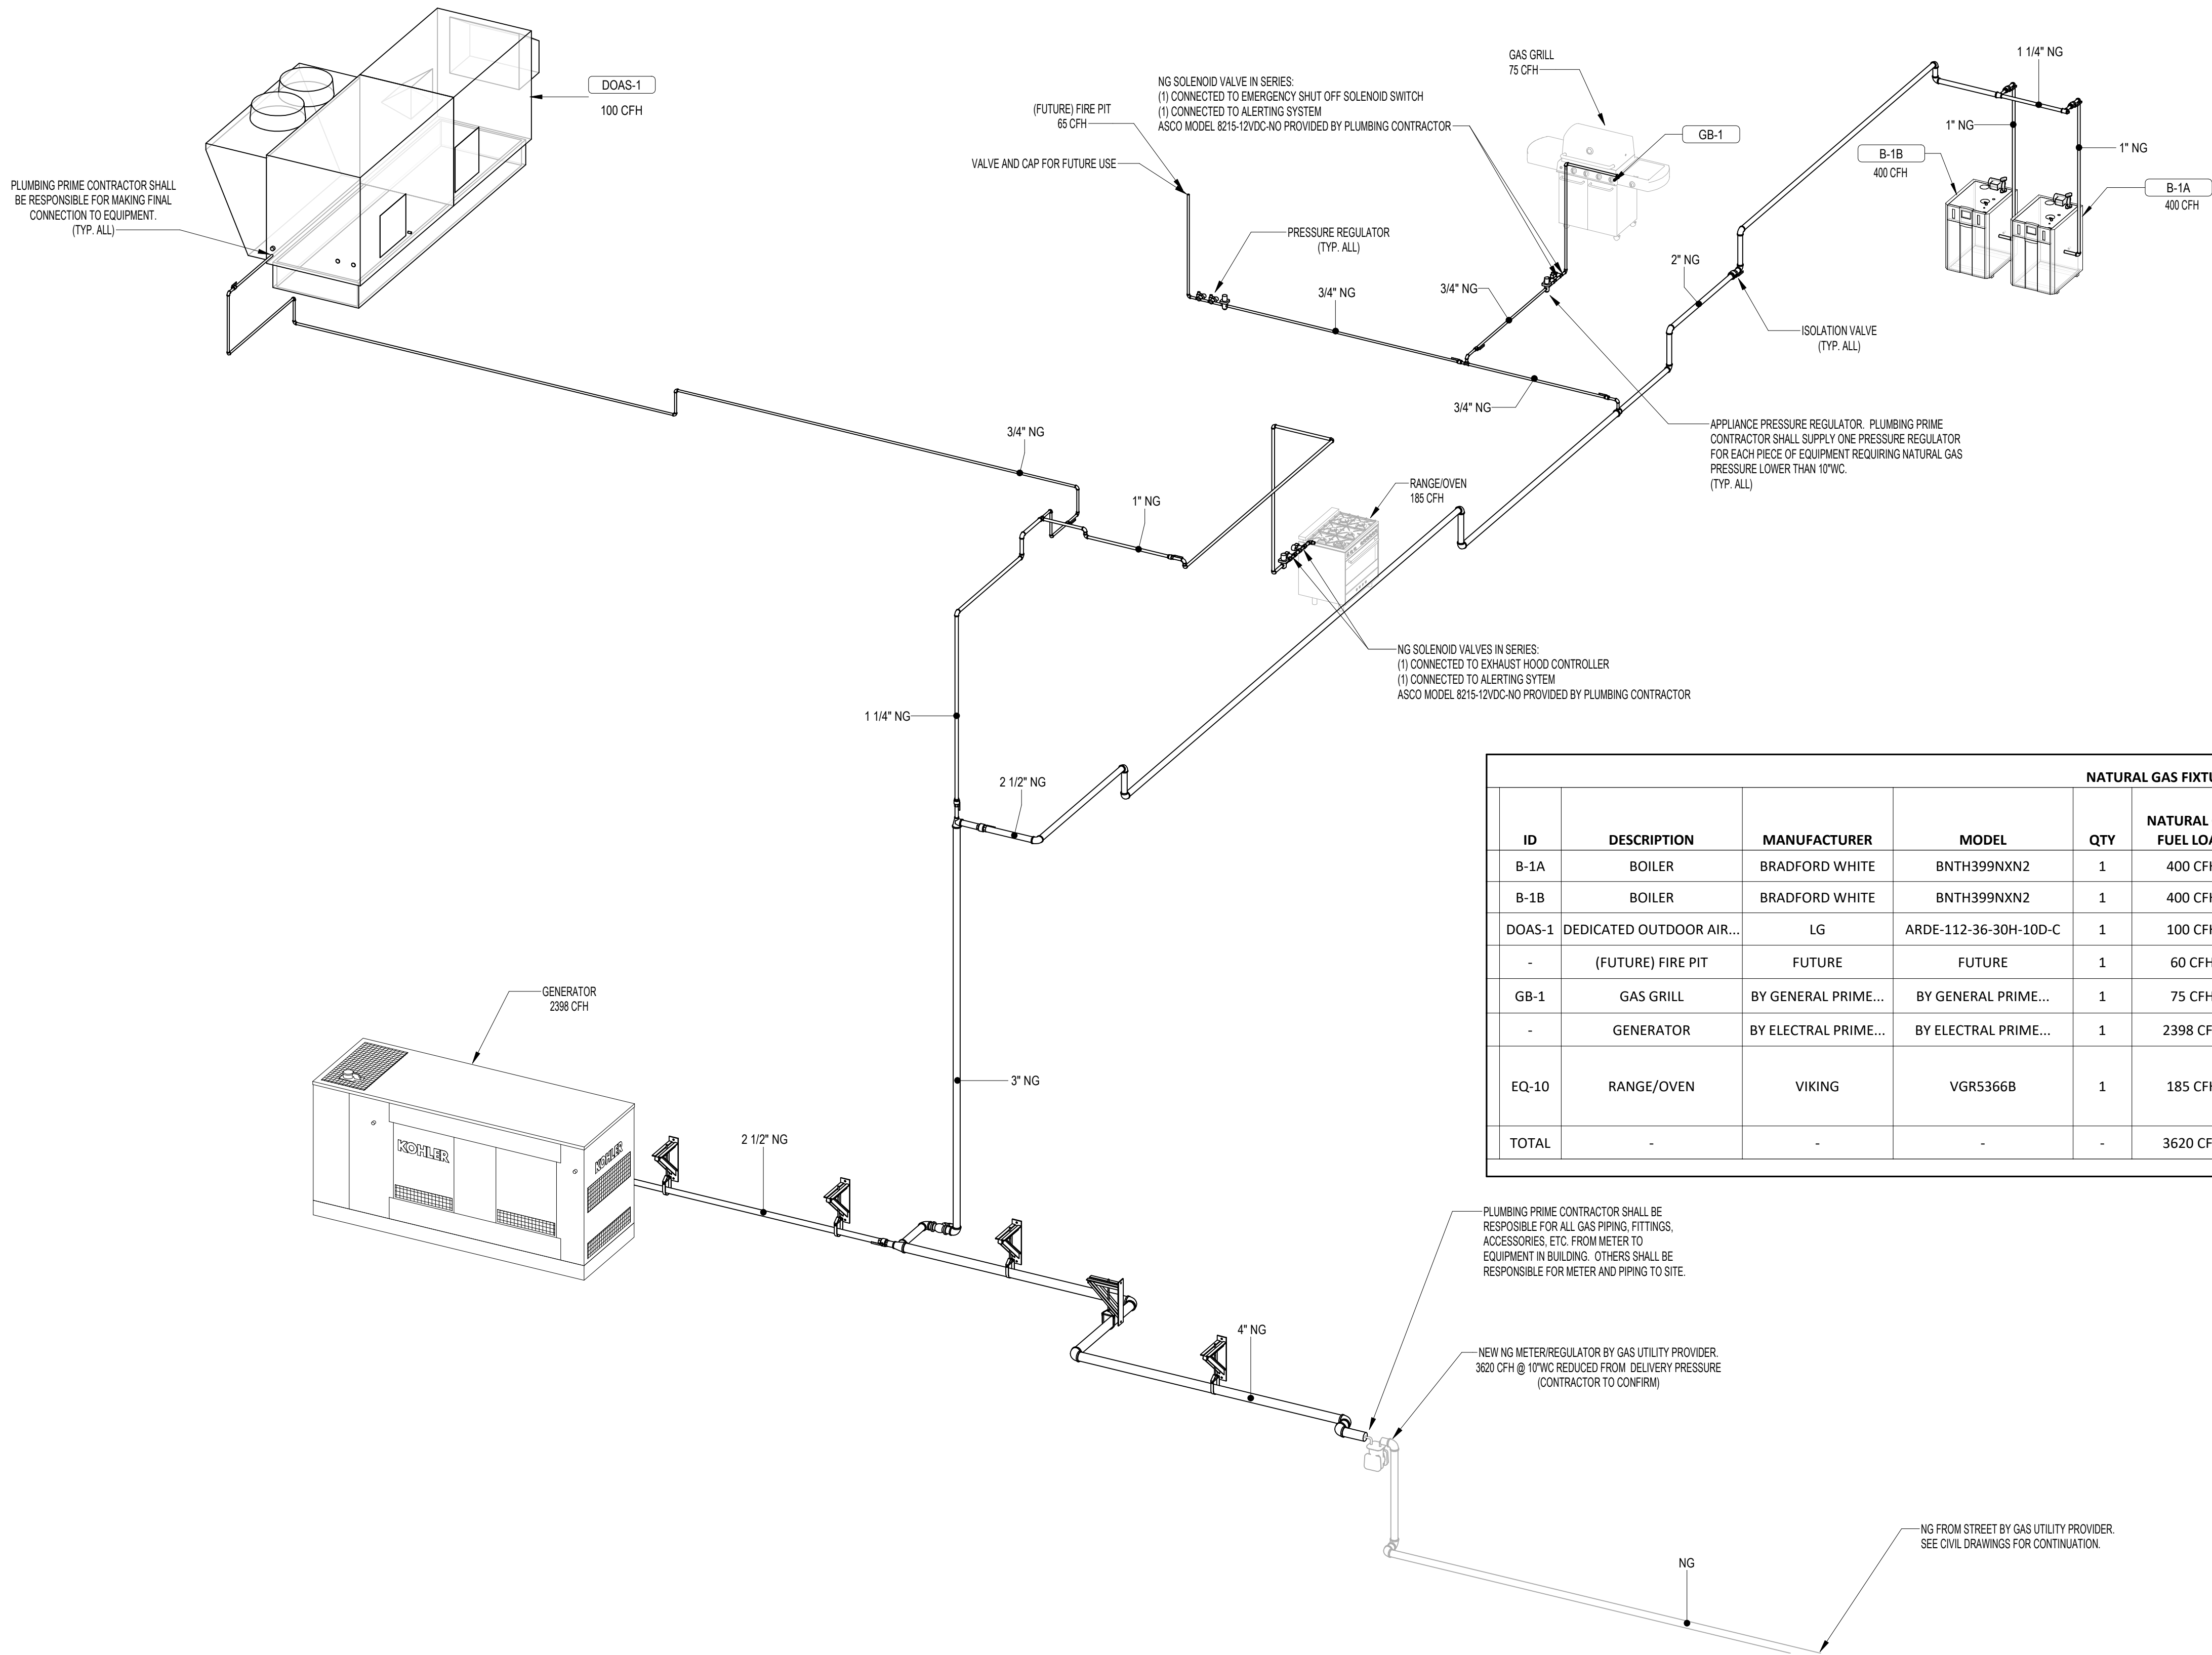 DOAS-1
100 CFH
PLUMBING PRIME CONTRACTOR SHALL
BE RESPONSIBLE FOR MAKING FINAL
CONNECTION TO EQUIPMENT.
(TYP. ALL)
(FUTURE) FIRE PIT
65 CFH
VALVE AND CAP FOR FUTURE USE
NG SOLENOID VALVE IN SERIES:
(1) CONNECTED TO EMERGENCY SHUT OFF SOLENOID SWITCH
(1) CONNECTED TO ALERTING SYSTEM
ASCO MODEL 8215-12VDC-NO PROVIDED BY PLUMBING CONTRACTOR
GAS GRILL
75 CFH
GB-1
1 1/4" NG
1" NG
1" NG
B-1B
400 CFH
B-1A
400 CFH
PRESSURE REGULATOR
(TYP. ALL)
3/4" NG
3/4" NG
2" NG
ISOLATION VALVE
(TYP. ALL)
3/4" NG
APPLIANCE PRESSURE REGULATOR. PLUMBING PRIME
CONTRACTOR SHALL SUPPLY ONE PRESSURE REGULATOR
FOR EACH PIECE OF EQUIPMENT REQUIRING NATURAL GAS
PRESSURE LOWER THAN 10"WC.
(TYP. ALL)
3/4" NG
1" NG
RANGE/OVEN
185 CFH
NG SOLENOID VALVES IN SERIES:
(1) CONNECTED TO EXHAUST HOOD CONTROLLER
(1) CONNECTED TO ALERTING SYTEM
ASCO MODEL 8215-12VDC-NO PROVIDED BY PLUMBING CONTRACTOR
1 1/4" NG
2 1/2" NG
3" NG
GENERATOR
2398 CFH
KOHLER
KOHLER
2 1/2" NG
4" NG
NATURAL GAS FIXTU
ID DESCRIPTION MANUFACTURER MODEL QTY NATURAL
FUEL LOA
B-1A BOILER BRADFORD WHITE BNTH399NXN2 1 400 CFH
B-1B BOILER BRADFORD WHITE BNTH399NXN2 1 400 CFH
DOAS-1 DEDICATED OUTDOOR AIR... LG ARDE-112-36-30H-10D-C 1 100 CFH
- (FUTURE) FIRE PIT FUTURE FUTURE 1 60 CFH
GB-1 GAS GRILL BY GENERAL PRIME... BY GENERAL PRIME... 1 75 CFH
- GENERATOR BY ELECTRAL PRIME... BY ELECTRAL PRIME... 1 2398 CF
EQ-10 RANGE/OVEN VIKING VGR5366B 1 185 CFH
TOTAL - - - - 3620 CF
PLUMBING PRIME CONTRACTOR SHALL BE
RESPOSIBLE FOR ALL GAS PIPING, FITTINGS,
ACCESSORIES, ETC. FROM METER TO
EQUIPMENT IN BUILDING. OTHERS SHALL BE
RESPONSIBLE FOR METER AND PIPING TO SITE.
NEW NG METER/REGULATOR BY GAS UTILITY PROVIDER.
3620 CFH @ 10"WC REDUCED FROM DELIVERY PRESSURE
(CONTRACTOR TO CONFIRM)
NG FROM STREET BY GAS UTILITY PROVIDER.
SEE CIVIL DRAWINGS FOR CONTINUATION.
NG